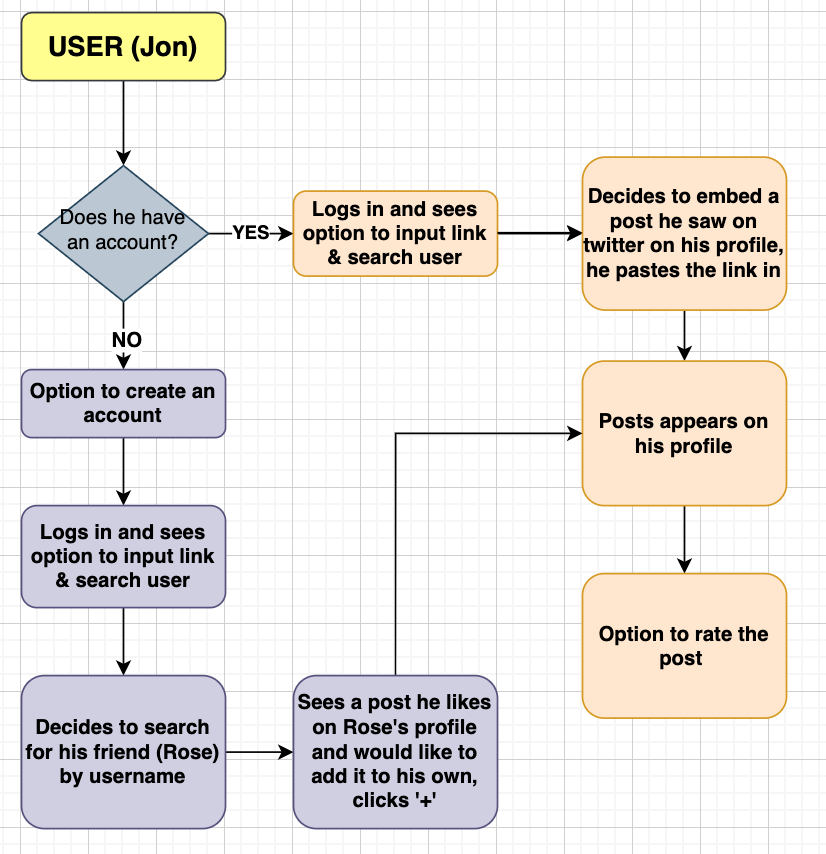 USER (Jon)
Does he have
an account?
YES
Logs in and sees
option to input link
& search user
Decides to embed a
post he saw on
twitter on his profile,
he pastes the link in
NO
Option to create an
account
Posts appears on
his profile
Logs in and sees
option to input link
& search user
Option to rate the
post
Decides to search
for his friend (Rose)
by username
Sees a post he likes
on Rose's profile
and would like to
add it to his own,
clicks '+'